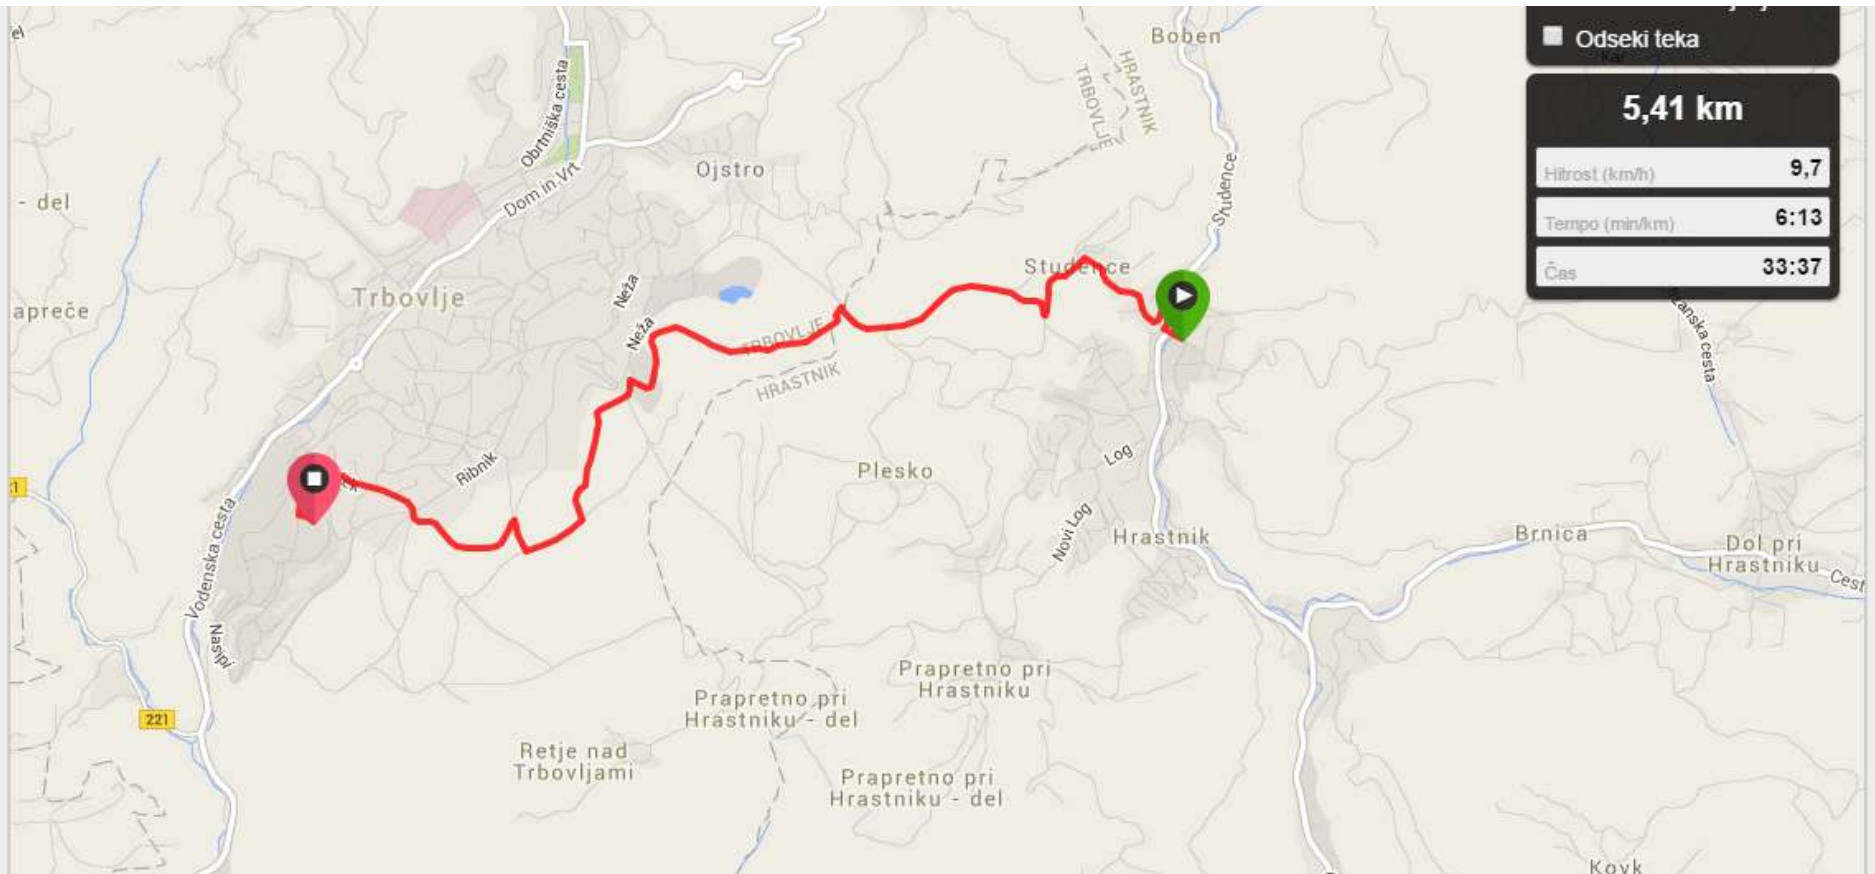 Boben
Odseki teka
5,41 km
Hitrost (km/h)
9,7
Tempo (min/km)
6:13
Čas
33:37
HRASTNIK
TRBOVLJE
Obrtniška cesta
Dom in Vrt
Ojstro
Studence
- del
Trbovlje
Neža
Neža
Studence
apreče
TRBOVLJE
HRASTNIK
Ribnik
Plesko
Log
Novi Log
Hrastnik
Brnica
Dol pri
Hrastniku
Cest
Vodenska cesta
Nasipi
221
Prapretno pri
Hrastniku
Prapretno pri
Hrastniku - del
Retje nad
Trbovljami
Prapretno pri
Hrastniku - del
Kovk